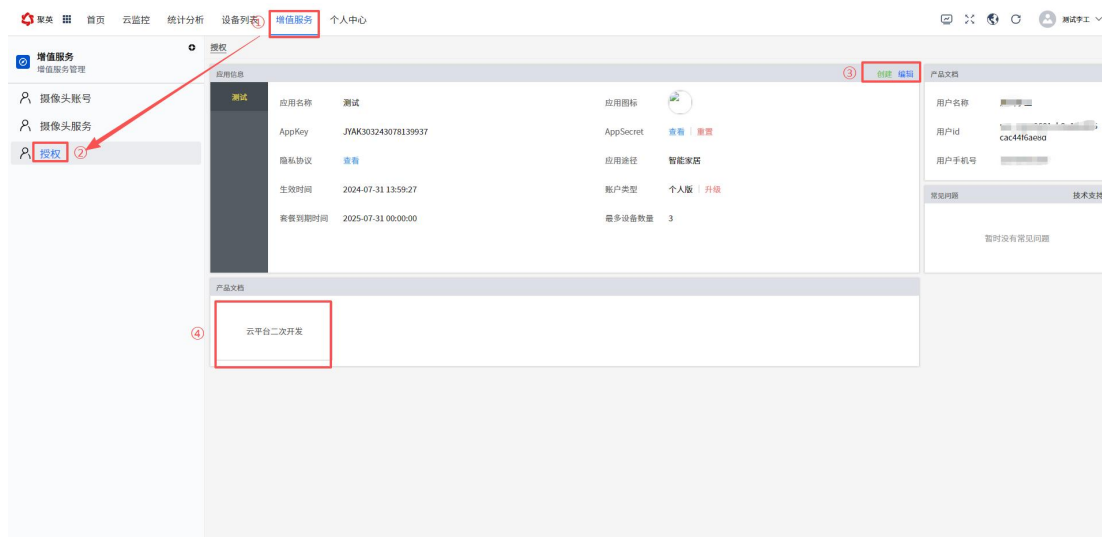 聚英 首页 云监控 统计分析 设备列表 ① 增值服务 个人中心 测试李工
增值服务
增值服务管理
摄像头账号
摄像头服务
授权 ②
授权
应用信息 ③ 创建 编辑
测试
应用名称 测试 应用图标
AppKey JYAK303243078139937 AppSecret 查看 重置
隐私协议 查看 应用途径 智能家居
生效时间 2024-07-31 13:59:27 账户类型 个人版 升级
套餐到期时间 2025-07-31 00:00:00 最多设备数量 3
产品文档
④ 云平台二次开发
产品文档
用户名称
用户id
cac44f6ae8d
用户手机号
常见问题 技术支持
暂时没有常见问题